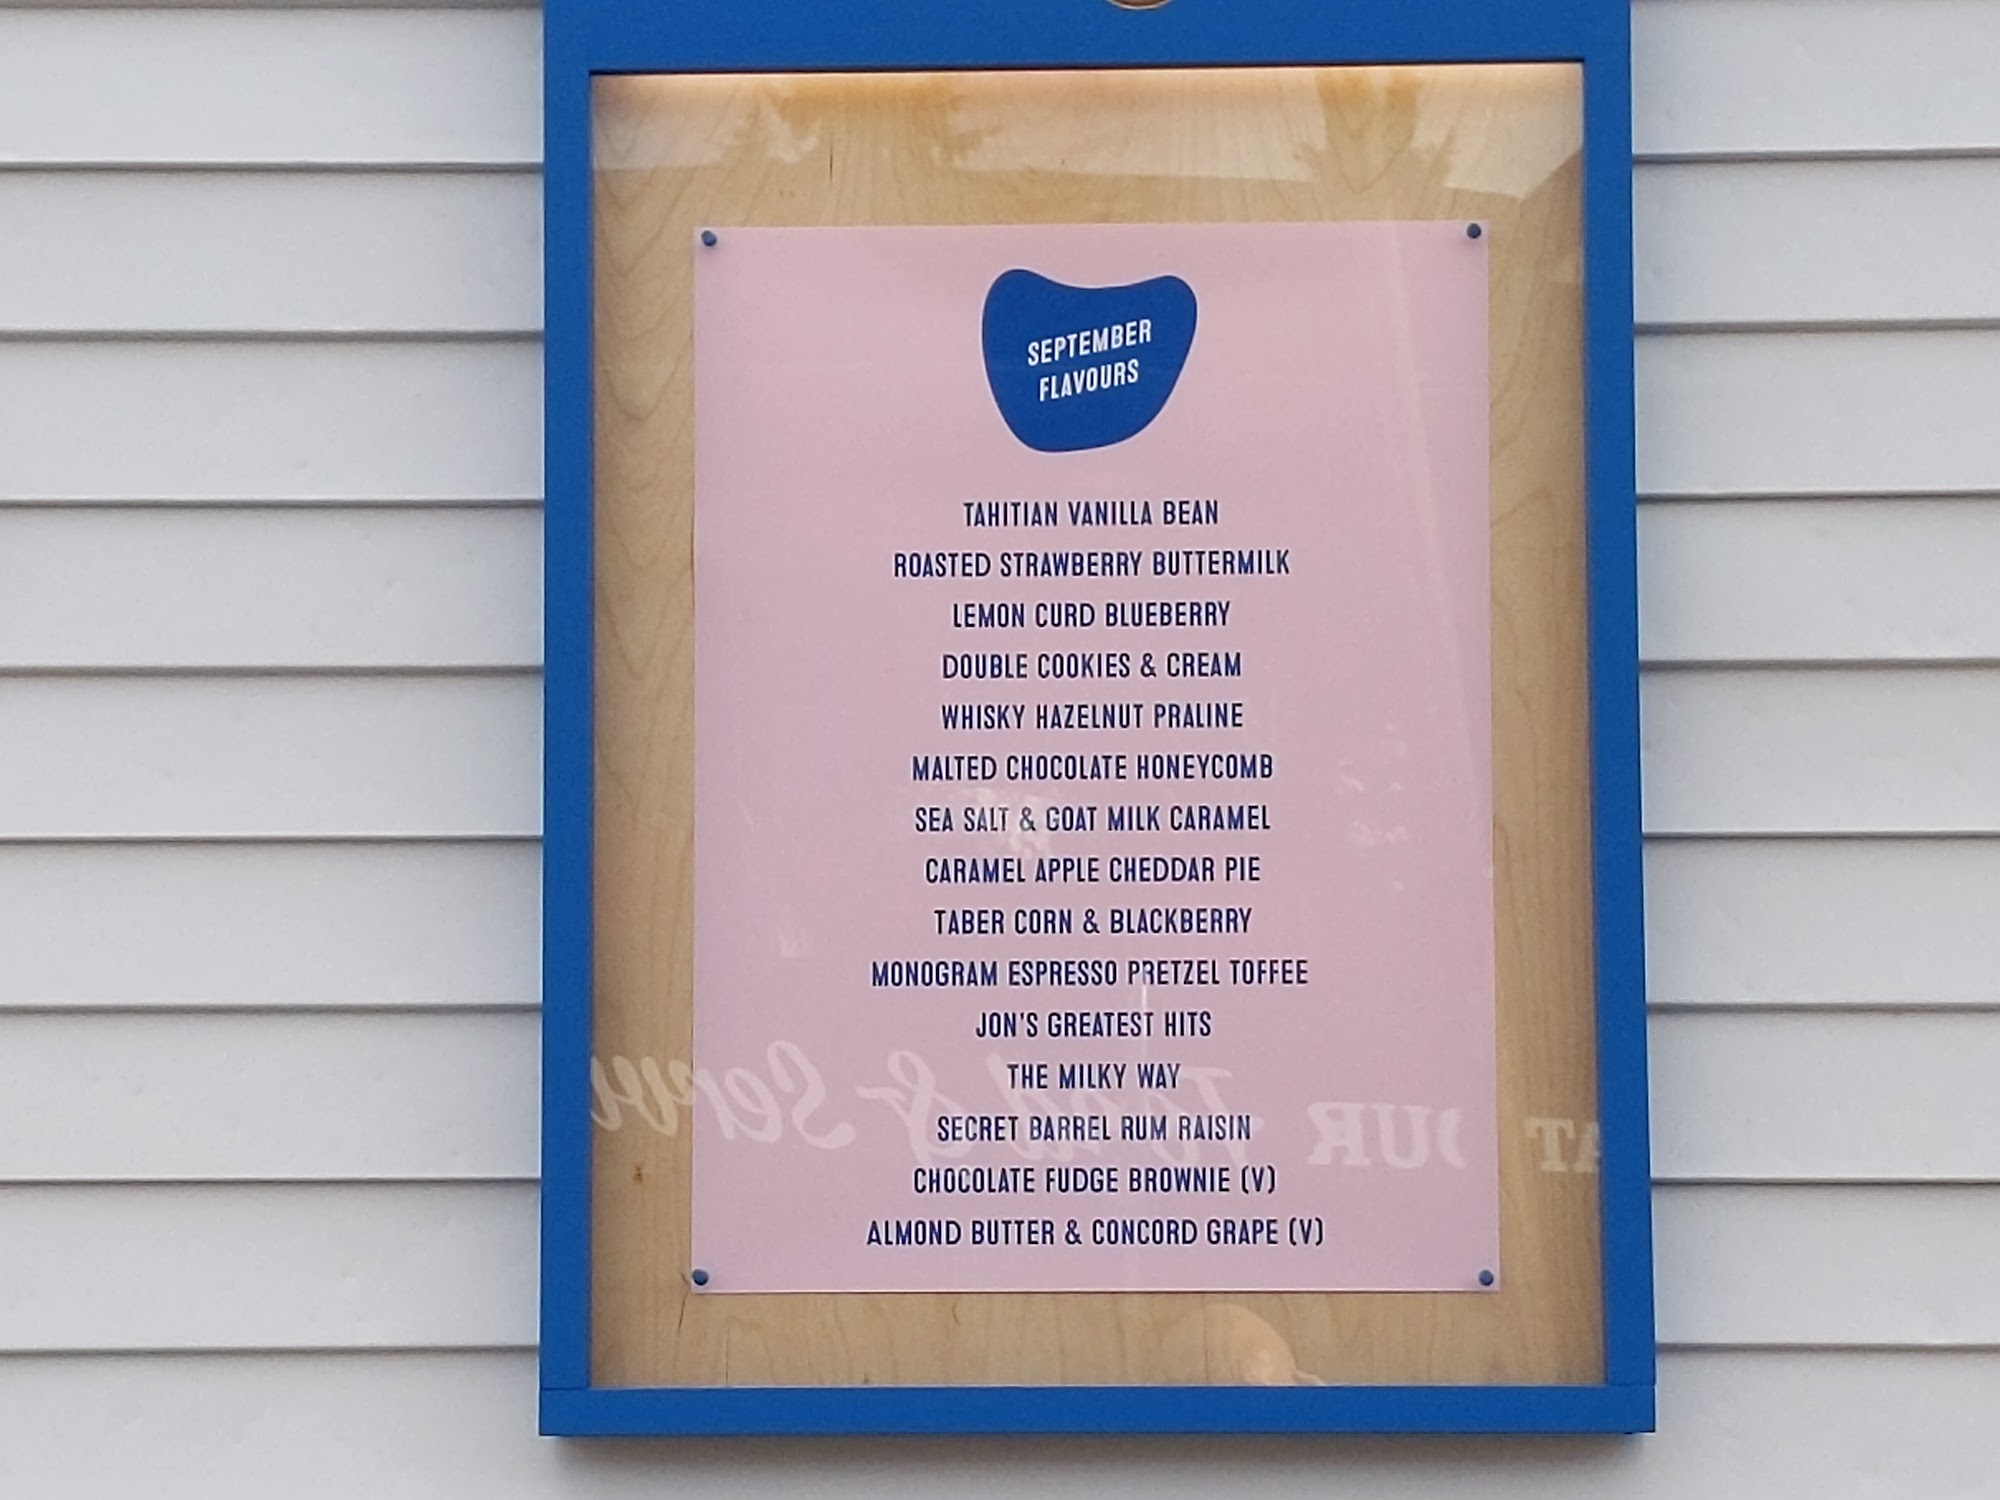 SEPTEMBER
FLAVOURS
TAHITIAN VANILLA BEAN
ROASTED STRAWBERRY BUTTERMILK
LEMON CURD BLUEBERRY
DOUBLE COOKIES & CREAM
WHISKY HAZELNUT PRALINE
MALTED CHOCOLATE HONEYCOMB
SEA SALT & GOAT MILK CARAMEL
CARAMEL APPLE CHEDDAR PIE
TABER CORN & BLACKBERRY
MONOGRAM ESPRESSO PRETZEL TOFFEE
JON'S GREATEST HITS
THE MILKY WAY
SECRET BARREL RUM RAISIN
CHOCOLATE FUDGE BROWNIE (V)
ALMOND BUTTER & CONCORD GRAPE (V)